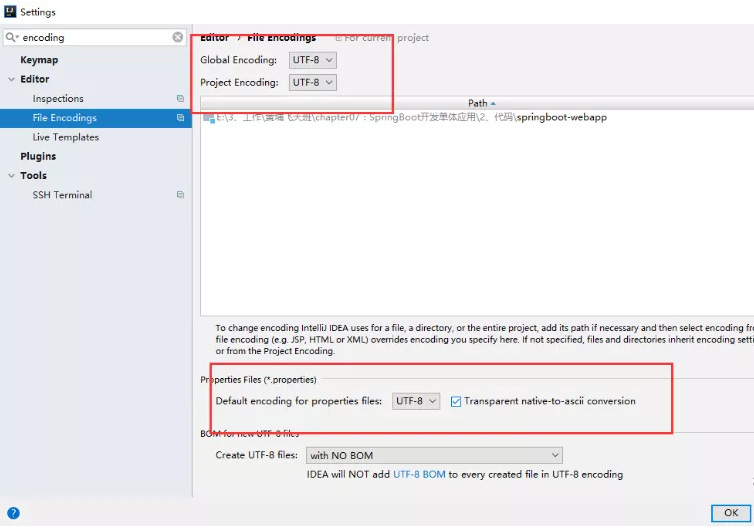 Settings
encoding
Keymap
Editor
Inspections
File Encodings
Live Templates
Plugins
Tools
SSH Terminal
Editor › File Encodings For current project
Global Encoding: UTF-8
Project Encoding: UTF-8
Path
E:\3、工作\黄埔飞天班\chapter07：SpringBoot开发单体应用\2、代码\springboot-webapp
To change encoding IntelliJ IDEA uses for a file, a directory, or the entire project, add its path if necessary and then select encoding fro
file encoding (e.g. JSP, HTML or XML) overrides encoding you specify here. If not specified, files and directories inherit encoding setti
or from the Project Encoding.
Properties Files (*.properties)
Default encoding for properties files: UTF-8 Transparent native-to-ascii conversion
BOM for new UTF-8 files
Create UTF-8 files: with NO BOM
IDEA will NOT add UTF-8 BOM to every created file in UTF-8 encoding
? OK